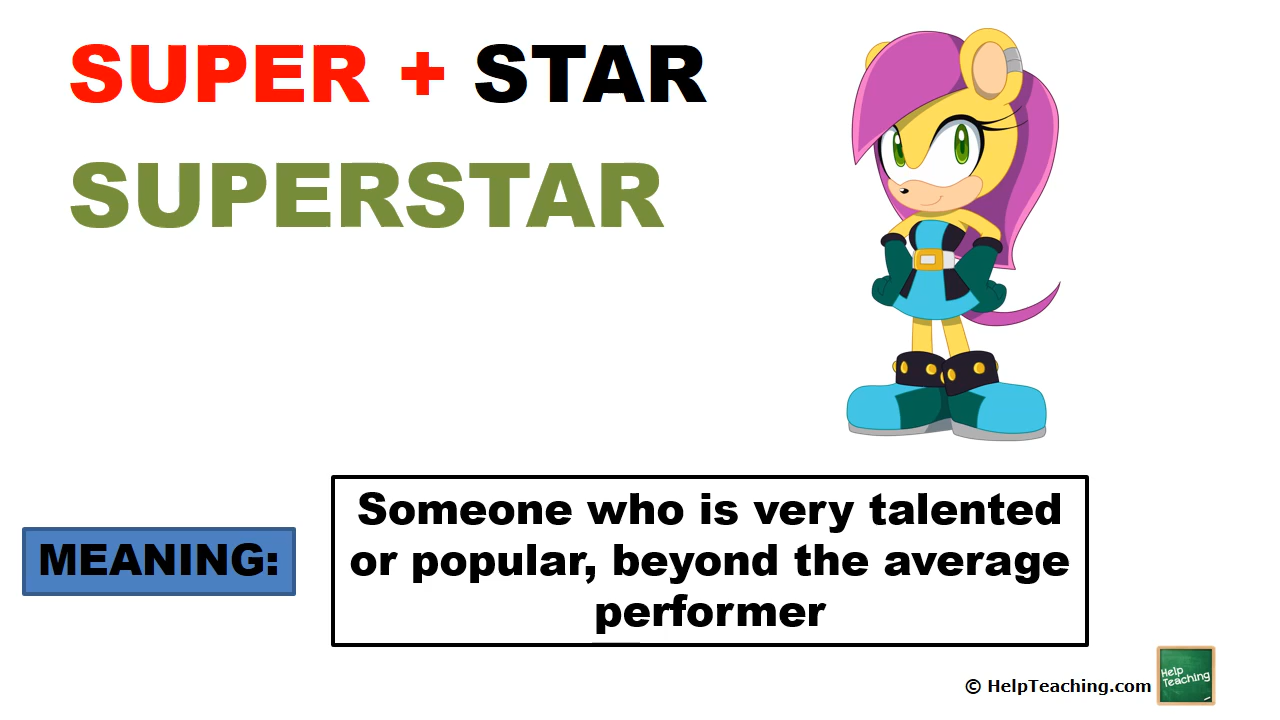 SUPER + STAR
SUPERSTAR
MEANING:
Someone who is very talented
or popular, beyond the average
performer
© HelpTeaching.com
Help
Teaching